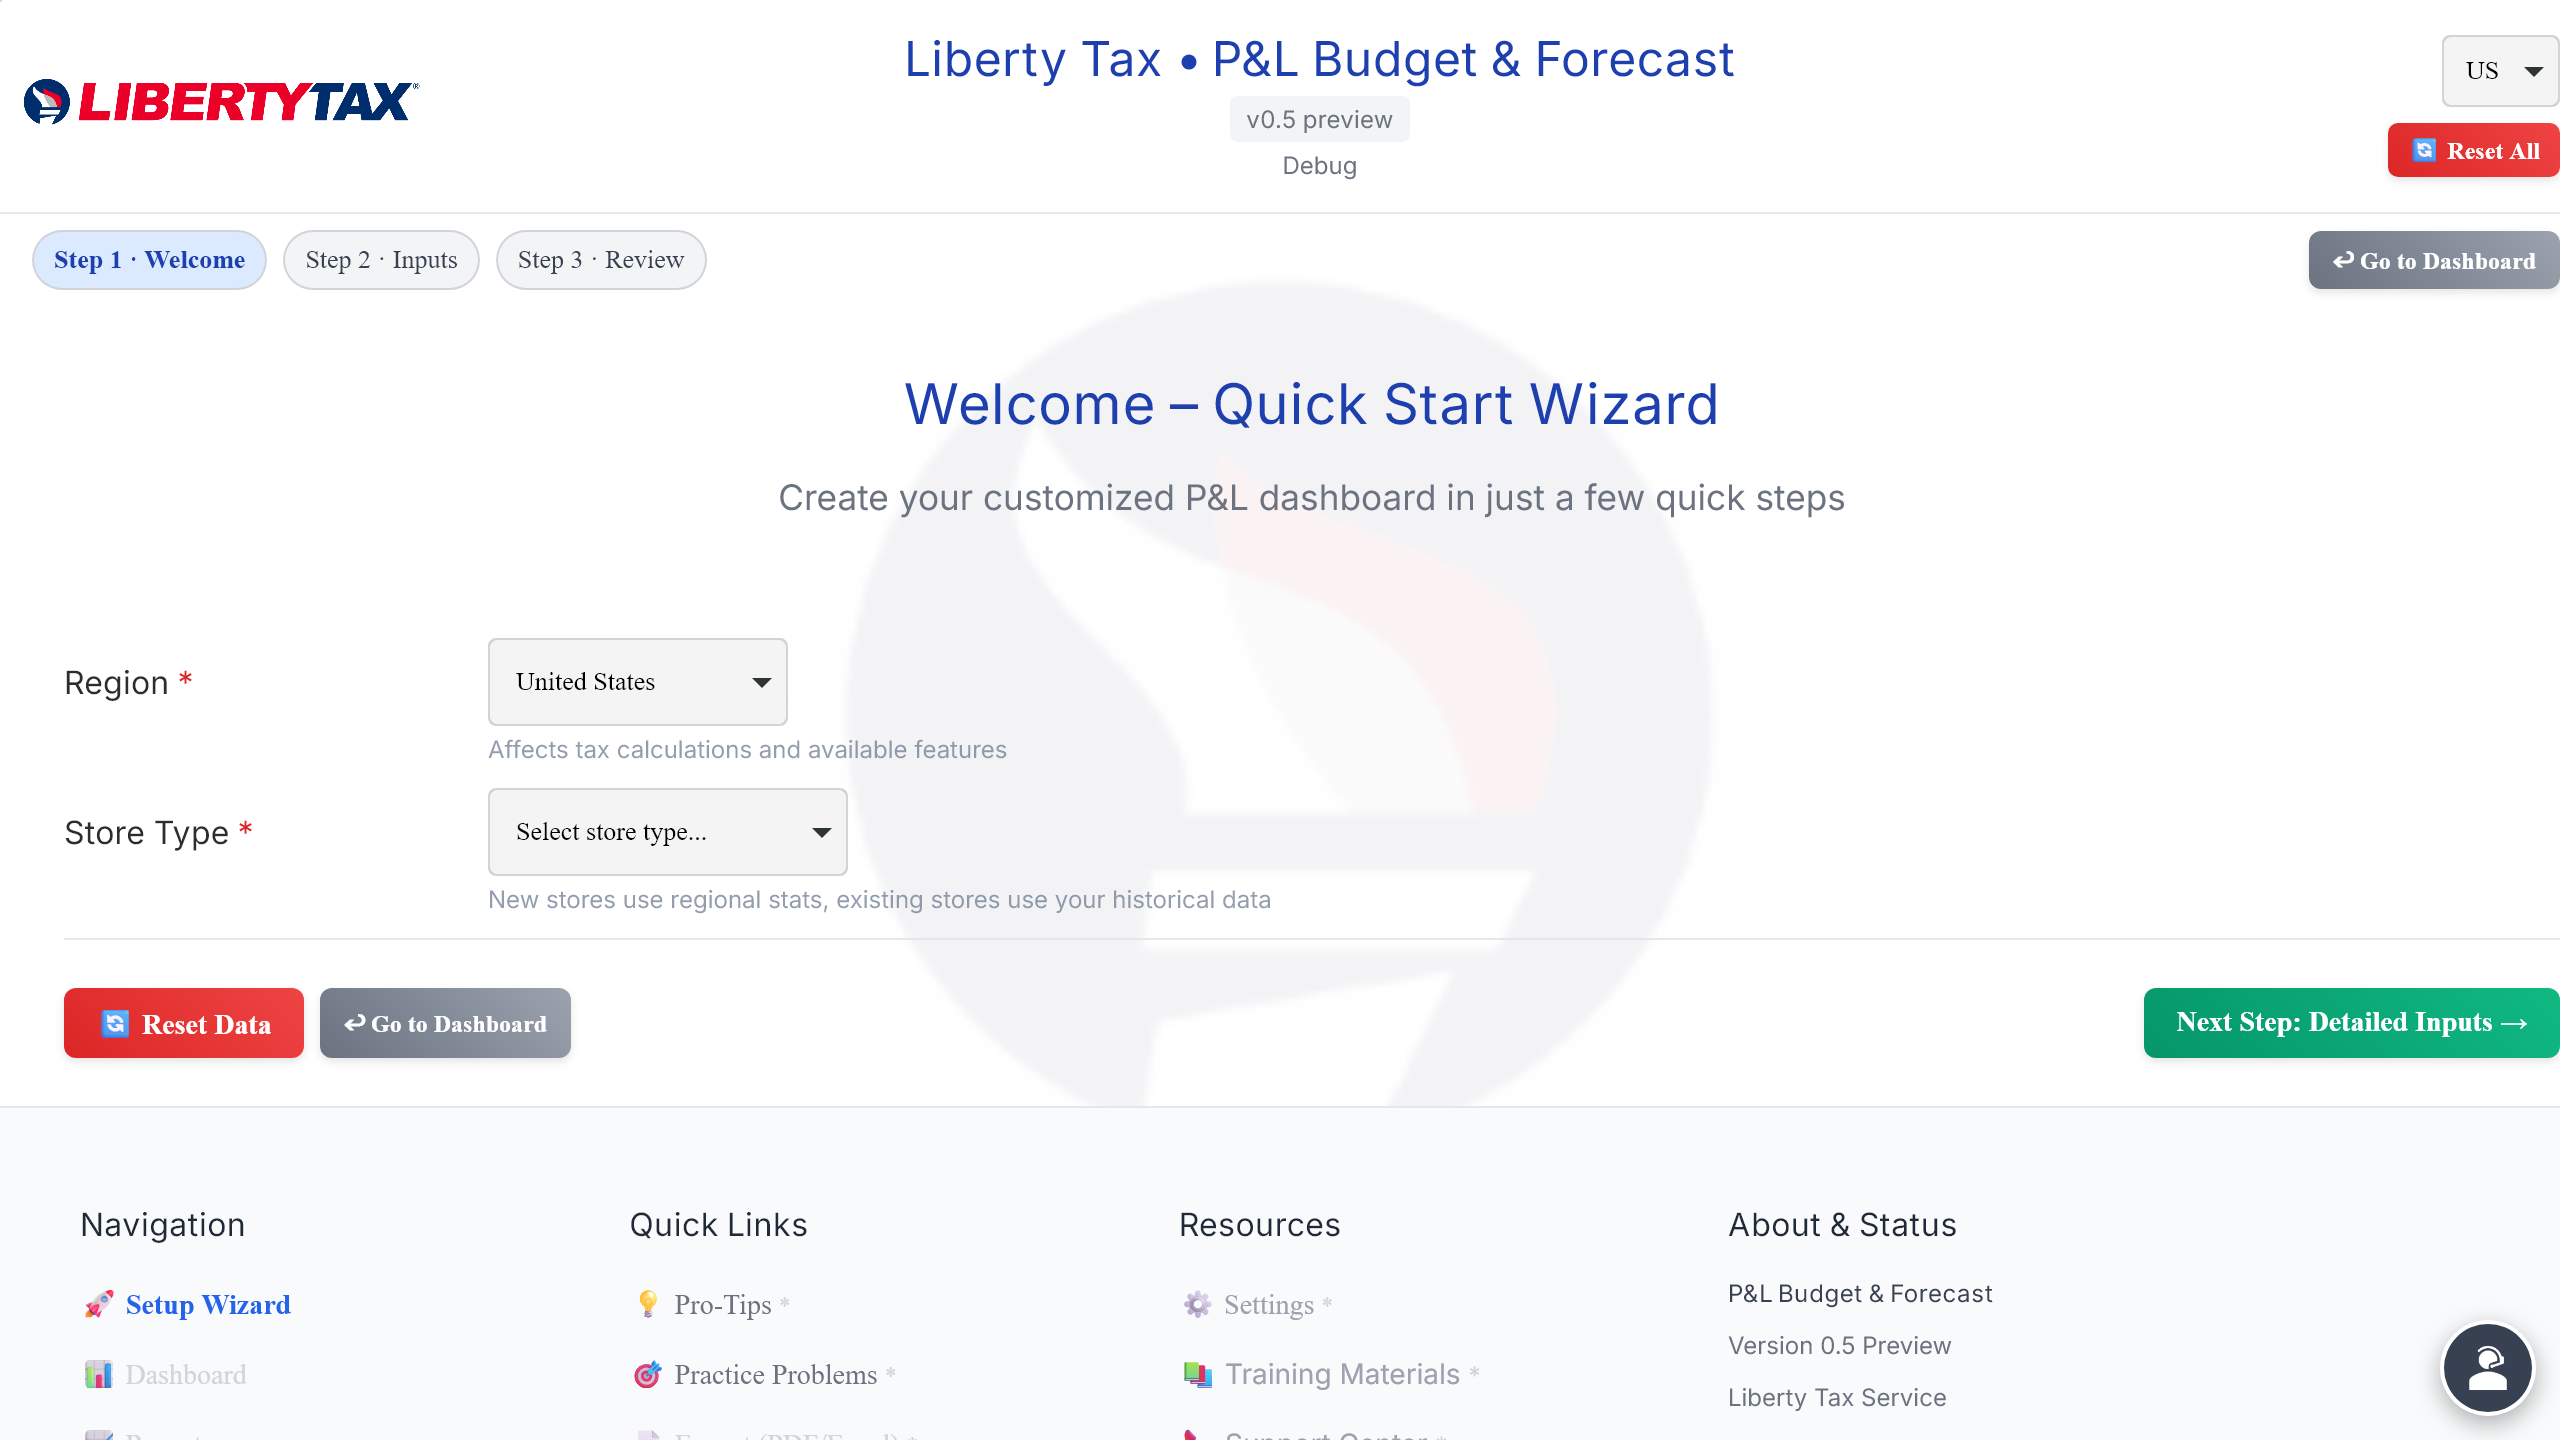 LIBERTYTAX®
Liberty Tax • P&L Budget & Forecast
v0.5 preview
Debug
US
Reset All
Step 1 · Welcome
Step 2 · Inputs
Step 3 · Review
↩ Go to Dashboard
Welcome – Quick Start Wizard
Create your customized P&L dashboard in just a few quick steps
Region *
United States
Affects tax calculations and available features
Store Type *
Select store type...
New stores use regional stats, existing stores use your historical data
Reset Data
↩ Go to Dashboard
Next Step: Detailed Inputs →
Navigation
Setup Wizard
Dashboard
Quick Links
Pro-Tips *
Practice Problems *
Export (PDF/Excel) *
Resources
Settings *
Training Materials *
Support Center *
About & Status
P&L Budget & Forecast
Version 0.5 Preview
Liberty Tax Service